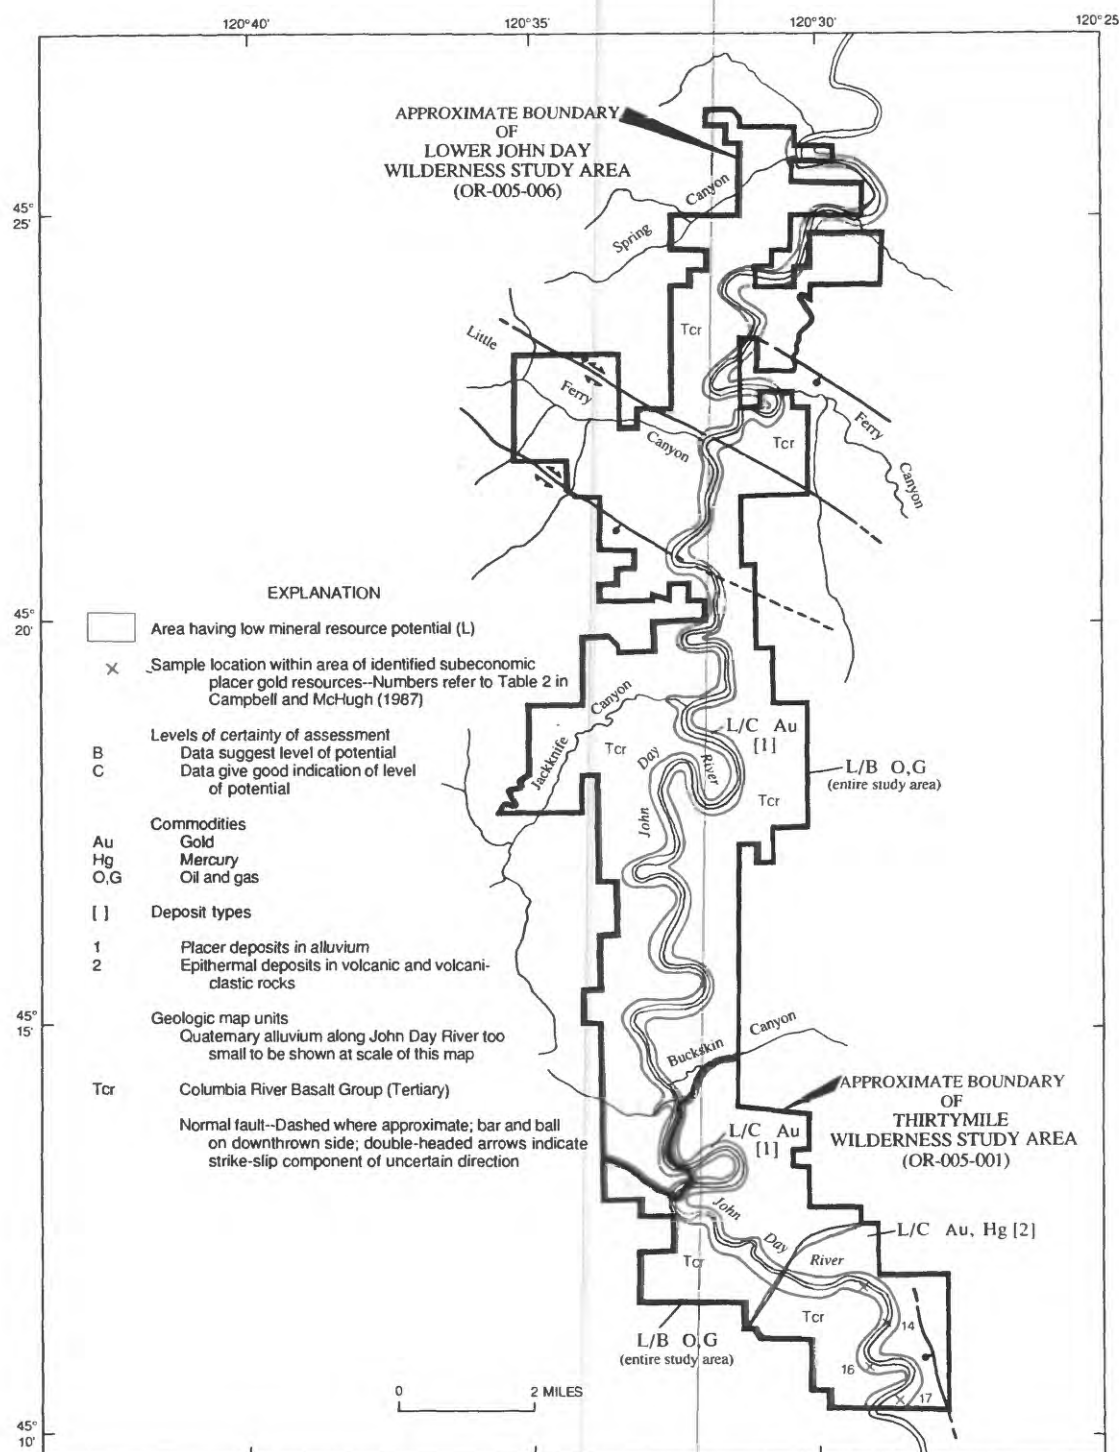 120°40'
120°35'
120°30'
120°25'
APPROXIMATE BOUNDARY
OF
LOWER JOHN DAY
WILDERNESS STUDY AREA
(OR-005-006)
45°
25'
Spring Canyon
Tcr
Little Ferry Canyon
Tcr
Ferry Canyon
EXPLANATION
45°
20'
Area having low mineral resource potential (L)
Sample location within area of identified subeconomic
placer gold resources--Numbers refer to Table 2 in
Campbell and McHugh (1987)
Levels of certainty of assessment
B Data suggest level of potential
C Data give good indication of level
of potential
Commodities
Au Gold
Hg Mercury
O,G Oil and gas
[ ] Deposit types
1 Placer deposits in alluvium
2 Epithermal deposits in volcanic and volcani-
clastic rocks
Geologic map units
Quaternary alluvium along John Day River too
small to be shown at scale of this map
Tcr Columbia River Basalt Group (Tertiary)
Normal fault--Dashed where approximate; bar and ball
on downthrown side; double-headed arrows indicate
strike-slip component of uncertain direction
Jackknife Canyon
Tcr
John Day River
L/C Au
[1]
L/B O,G
(entire study area)
Tcr
45°
15'
Buckskin Canyon
APPROXIMATE BOUNDARY
OF
THIRTYMILE
WILDERNESS STUDY AREA
(OR-005-001)
L/C Au
[1]
John Day River
L/C Au, Hg [2]
Tcr
Tcr
14
16
17
L/B O,G
(entire study area)
0 2 MILES
45°
10'